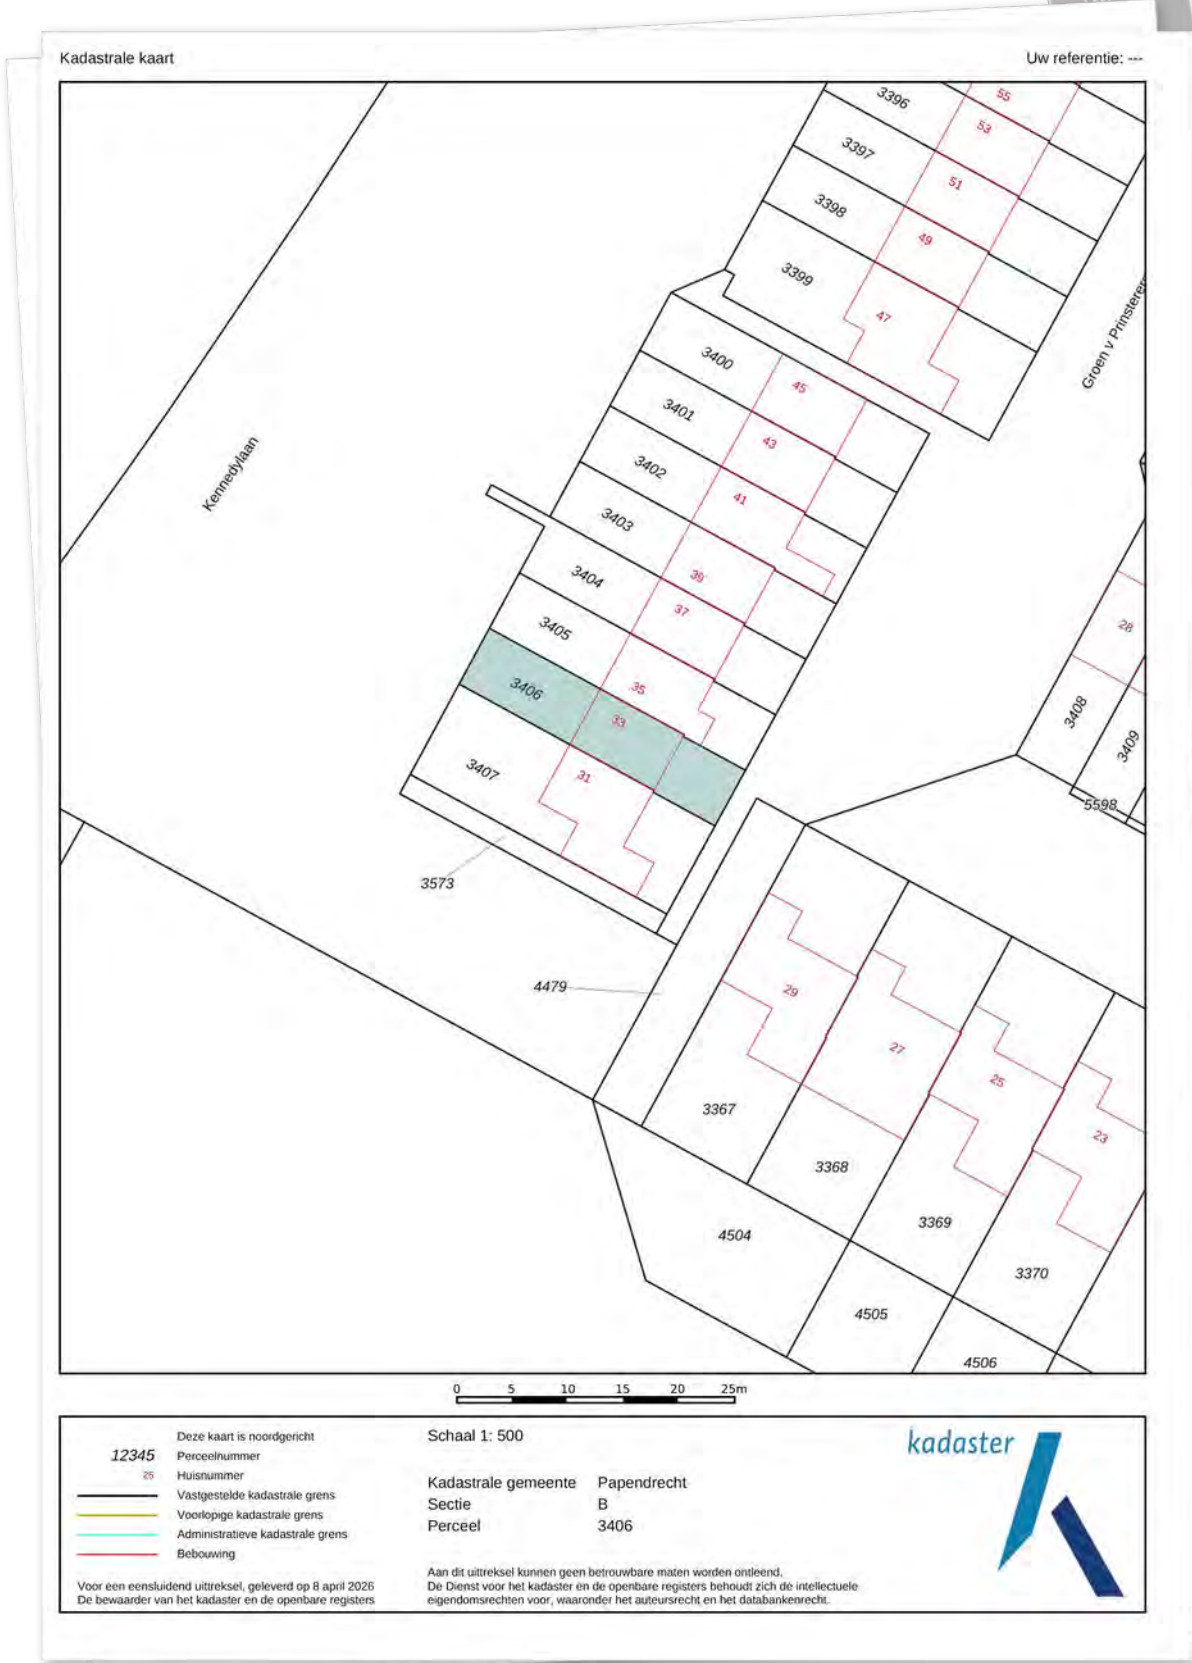 Kadastrale kaart
Uw referentie: ---
3396
55
53
3397
51
3398
49
3399
47
Groen v Prinsterer
3400
45
3401
43
3402
41
Kennedylaan
3403
39
3404
37
3405
35
3406
33
3407
31
28
3408
3409
5598
3573
4479
29
27
25
23
3367
3368
3369
3370
4504
4505
4506
0 5 10 15 20 25m
Deze kaart is noordgericht
12345 Perceelnummer
25 Huisnummer
Vastgestelde kadastrale grens
Voorlopige kadastrale grens
Administratieve kadastrale grens
Bebouwing
Voor een eensluidend uittreksel, geleverd op 8 april 2026
De bewaarder van het kadaster en de openbare registers
Schaal 1: 500
Kadastrale gemeente Papendrecht
Sectie B
Perceel 3406
Aan dit uittreksel kunnen geen betrouwbare maten worden ontleend.
De Dienst voor het kadaster en de openbare registers behoudt zich de intellectuele
eigendomsrechten voor, waaronder het auteursrecht en het databankenrecht.
kadaster